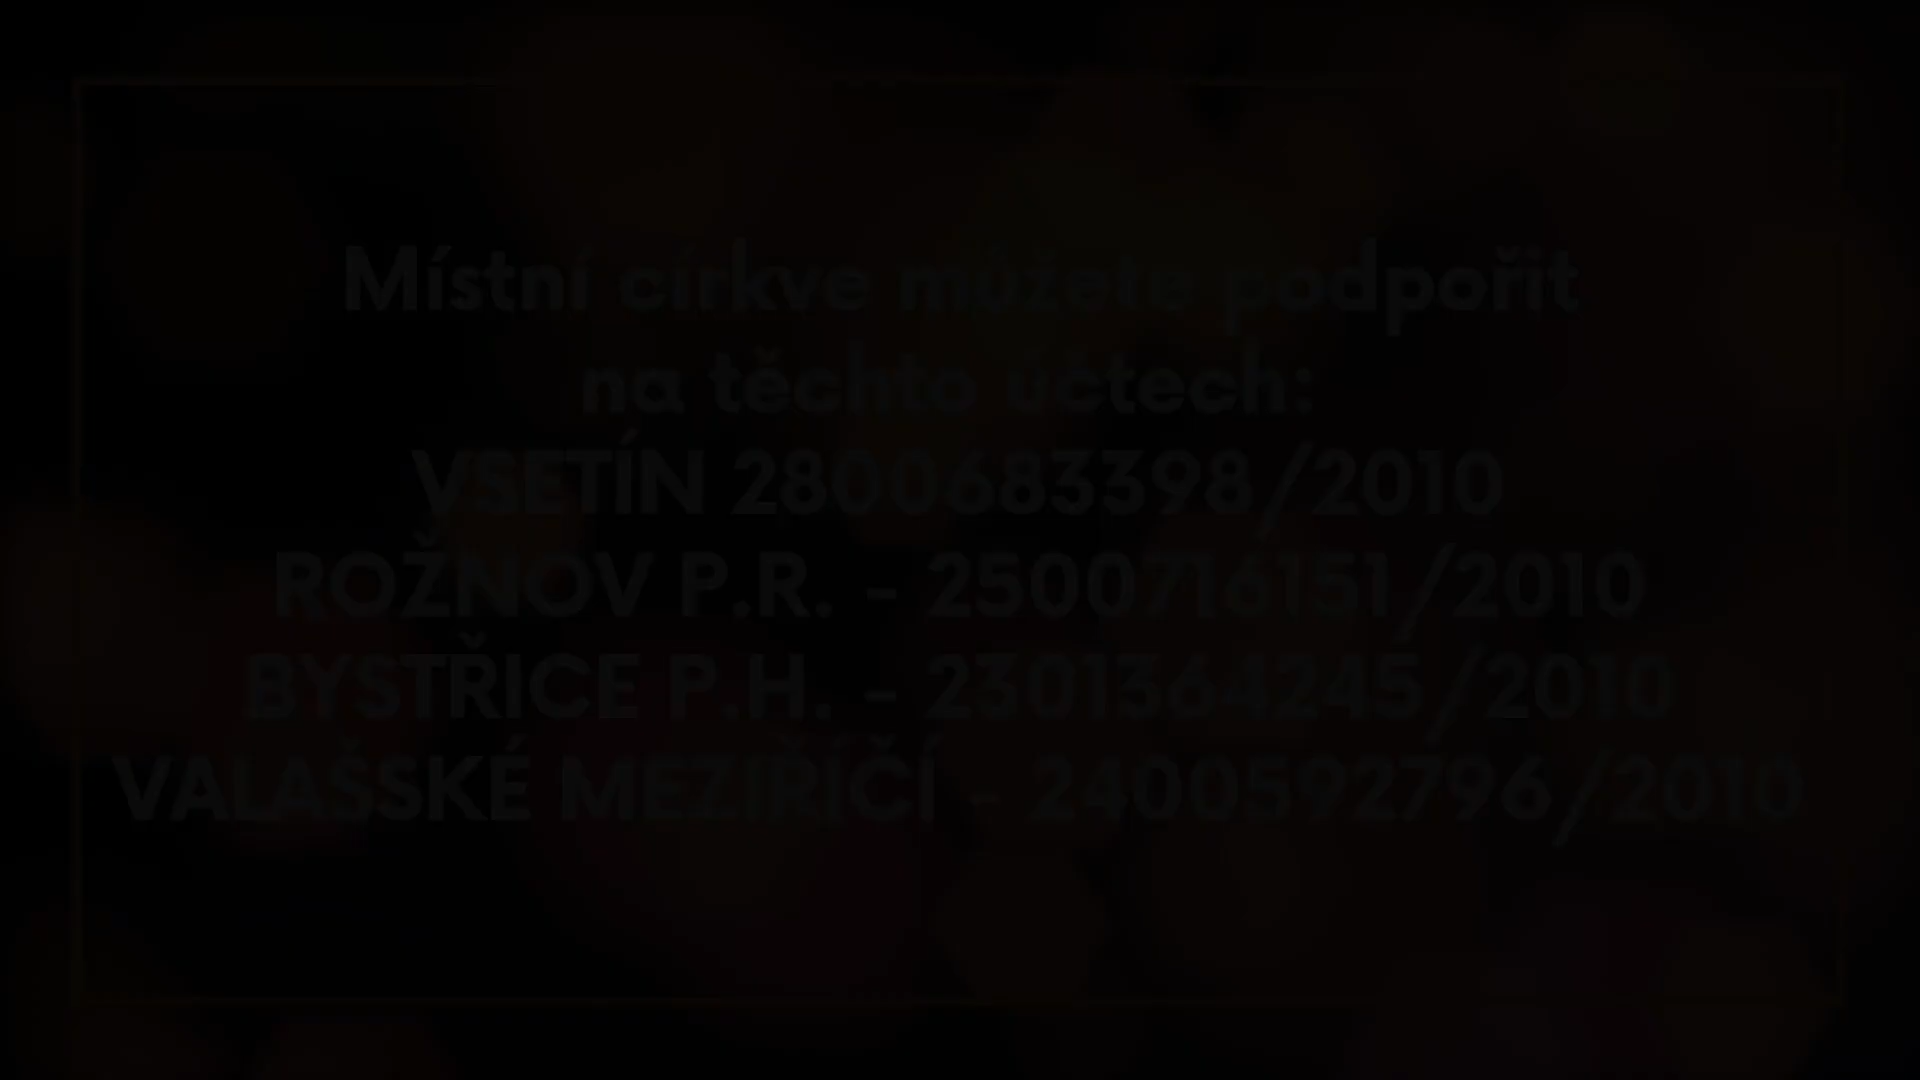 Místní církve můžete podpořit
na těchto účtech:
VSETÍN 2800683398/2010
ROŽNOV P.R. - 2500716151/2010
BYSTŘICE P.H. - 2301364245/2010
VALAŠSKÉ MEZIŘÍČÍ - 2400592796/2010